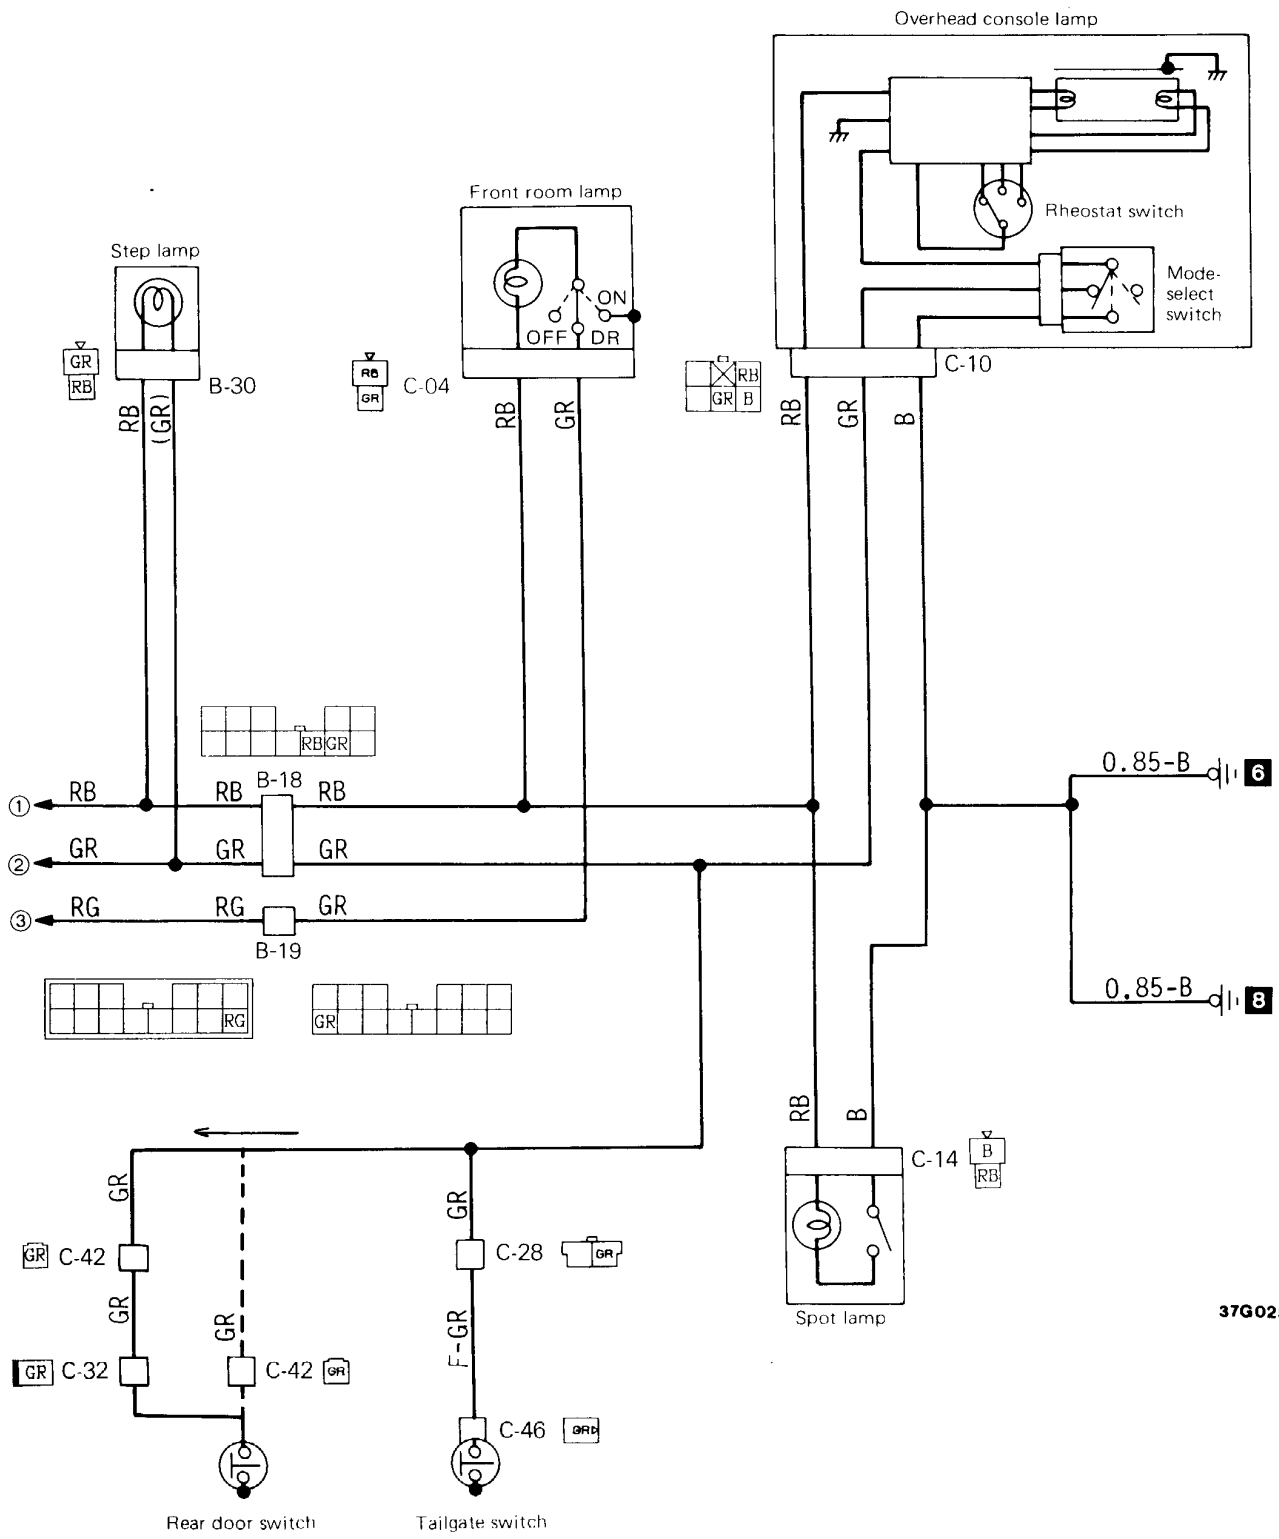 Overhead console lamp
Rheostat switch
Mode-
select
switch
Front room lamp
ON
OFF DR
Step lamp
GR
RB
B-30
RB
GR
C-04
RB
GR B
C-10
RB
(GR)
RB
GR
RB
GR
B
RB GR
B-18
1 RB RB RB
2 GR GR GR
3 RG RG GR
B-19
RG
GR
0.85-B 6
0.85-B 8
RB
B
C-14
B
RB
Spot lamp
GR
GR C-42
GR
GR C-32
GR
C-42 GR
GR
C-28 GR
F-GR
C-46 GR
Rear door switch
Tailgate switch